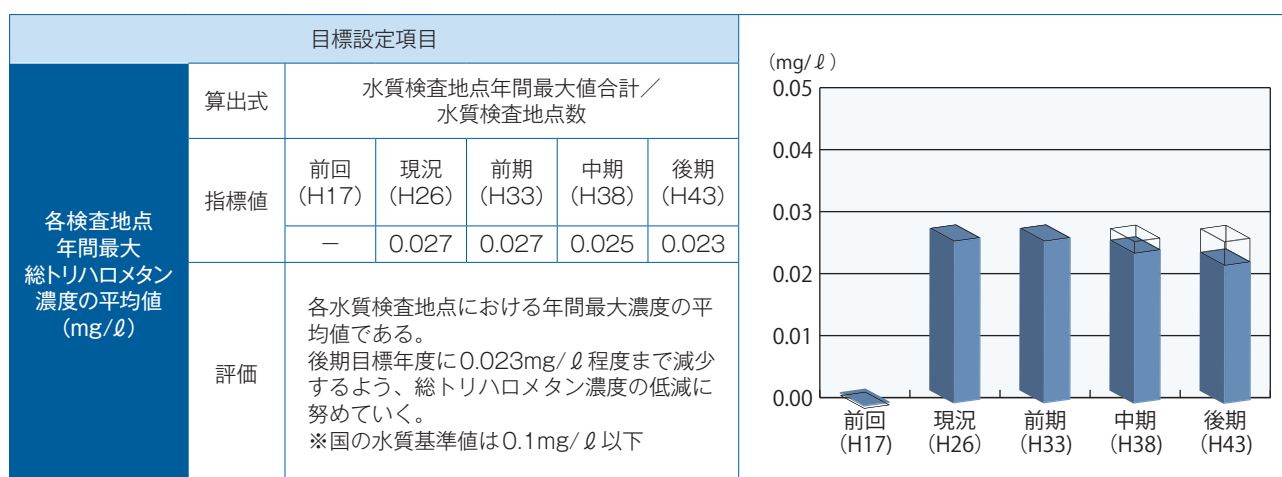 目標設定項目
各検査地点
年間最大
総トリハロメタン
濃度の平均値
(mg/ℓ)
算出式
水質検査地点年間最大値合計／
水質検査地点数
指標値
前回
(H17)
現況
(H26)
前期
(H33)
中期
(H38)
後期
(H43)
－
0.027
0.027
0.025
0.023
評価
各水質検査地点における年間最大濃度の平
均値である。
後期目標年度に0.023mg/ℓ程度まで減少
するよう、総トリハロメタン濃度の低減に
努めていく。
※国の水質基準値は0.1mg/ℓ以下
(mg/ℓ)
0.05
0.04
0.03
0.02
0.01
0.00
前回
(H17)
現況
(H26)
前期
(H33)
中期
(H38)
後期
(H43)